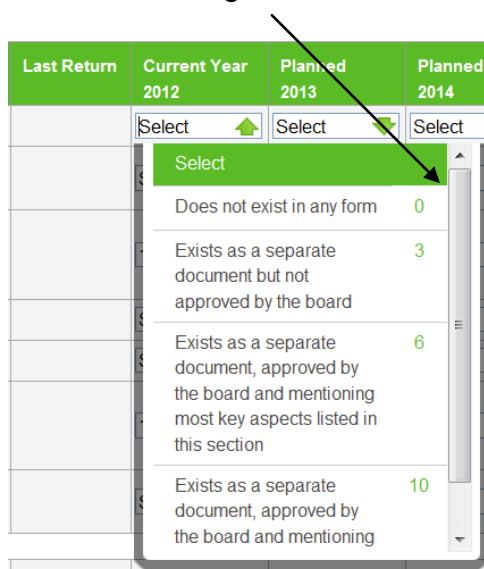 Last Return
Current Year
2012
Planned
2013
Planned
2014
Select
Select
Select
Select
Does not exist in any form 0
Exists as a separate 3
document but not
approved by the board
Exists as a separate 6
document, approved by
the board and mentioning
most key aspects listed in
this section
Exists as a separate 10
document, approved by
the board and mentioning